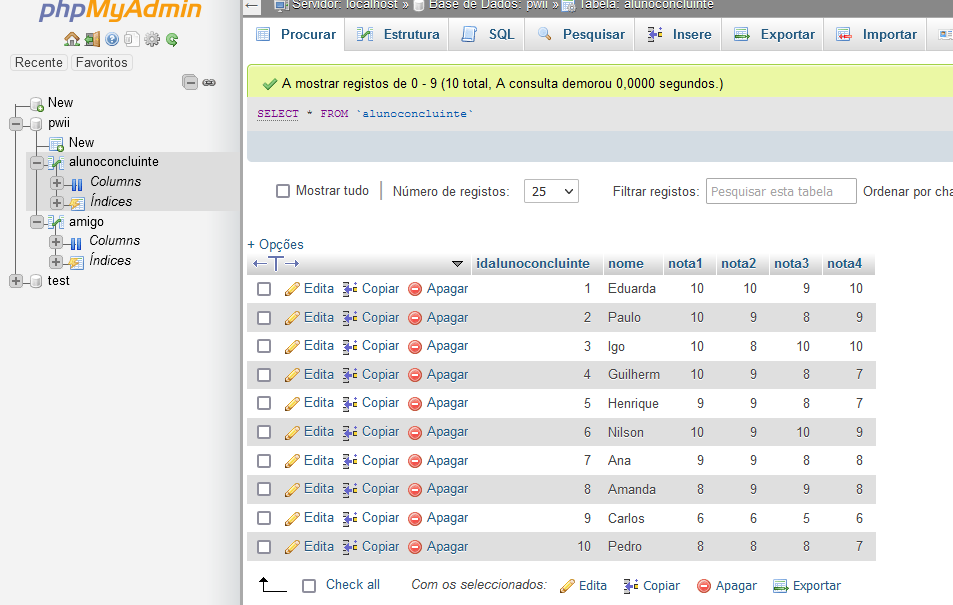 phpMyAdmin
Recente Favoritos
New
pwii
New
alunoconcluinte
Columns
Índices
amigo
Columns
Índices
test
Servidor: localhost » Base de Dados: pwii » Tabela: alunoconcluinte
Procurar Estrutura SQL Pesquisar Insere Exportar Importar
A mostrar registos de 0 - 9 (10 total, A consulta demorou 0,0000 segundos.)
SELECT * FROM `alunoconcluinte`
Mostrar tudo Número de registos: 25 Filtrar registos: Pesquisar esta tabela Ordenar por cha
+ Opções
←T→ idalunoconcluinte nome nota1 nota2 nota3 nota4
Edita Copiar Apagar 1 Eduarda 10 10 9 10
Edita Copiar Apagar 2 Paulo 10 9 8 9
Edita Copiar Apagar 3 Igo 10 8 10 10
Edita Copiar Apagar 4 Guilherm 10 9 8 7
Edita Copiar Apagar 5 Henrique 9 9 8 7
Edita Copiar Apagar 6 Nilson 10 9 10 9
Edita Copiar Apagar 7 Ana 9 9 8 8
Edita Copiar Apagar 8 Amanda 8 9 9 8
Edita Copiar Apagar 9 Carlos 6 6 5 6
Edita Copiar Apagar 10 Pedro 8 8 8 7
Check all Com os seleccionados: Edita Copiar Apagar Exportar